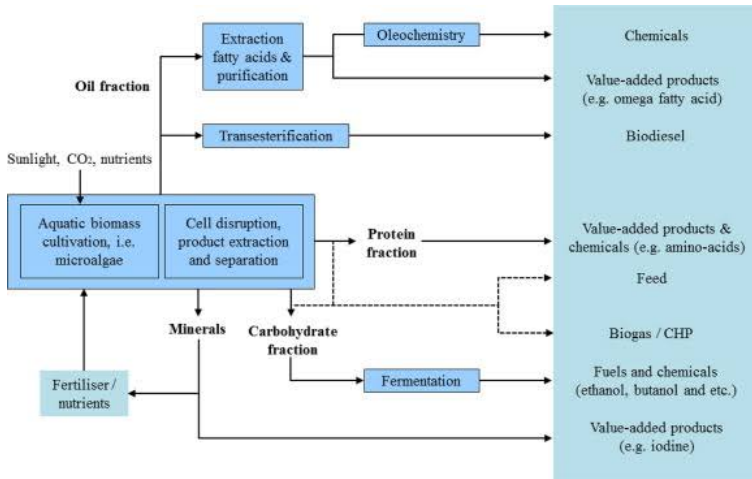 Extraction
fatty acids &
purification
Oleochemistry
Chemicals
Oil fraction
Value-added products
(e.g. omega fatty acid)
Transesterification
Biodiesel
Sunlight, CO₂, nutrients
Aquatic biomass
cultivation, i.e.
microalgae
Cell disruption,
product extraction
and separation
Protein
fraction
Value-added products &
chemicals (e.g. amino-acids)
Feed
Minerals
Carbohydrate
fraction
Biogas / CHP
Fertiliser /
nutrients
Fermentation
Fuels and chemicals
(ethanol, butanol and etc.)
Value-added products
(e.g. iodine)